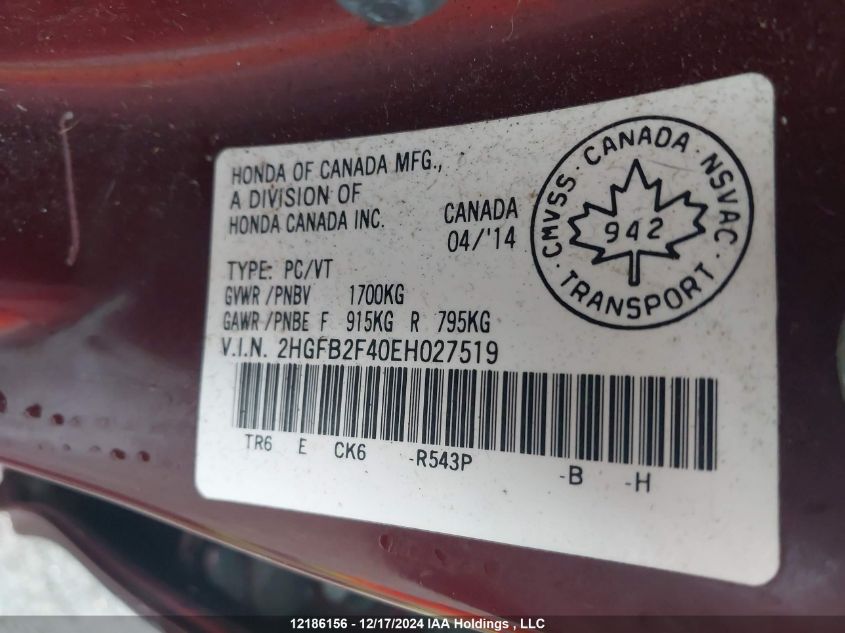 HONDA OF CANADA MFG.,
A DIVISION OF
HONDA CANADA INC.
CANADA
04/'14
CMVSS · CANADA · NSVAC ·
942
TRANSPORT
TYPE: PC/VT
GVWR/PNBV 1700KG
GAWR/PNBE F 915KG R 795KG
V.I.N. 2HGFB2F40EH027519
TR6 E CK6 -R543P -B -H
12186156 - 12/17/2024 IAA Holdings , LLC